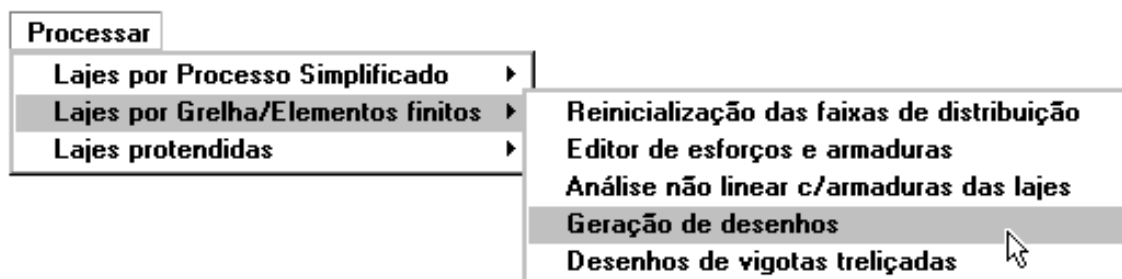 Processar
Lajes por Processo Simplificado
Lajes por Grelha/Elementos finitos
Lajes protendidas
Reinicialização das faixas de distribuição
Editor de esforços e armaduras
Análise não linear c/armaduras das lajes
Geração de desenhos
Desenhos de vigotas treliçadas